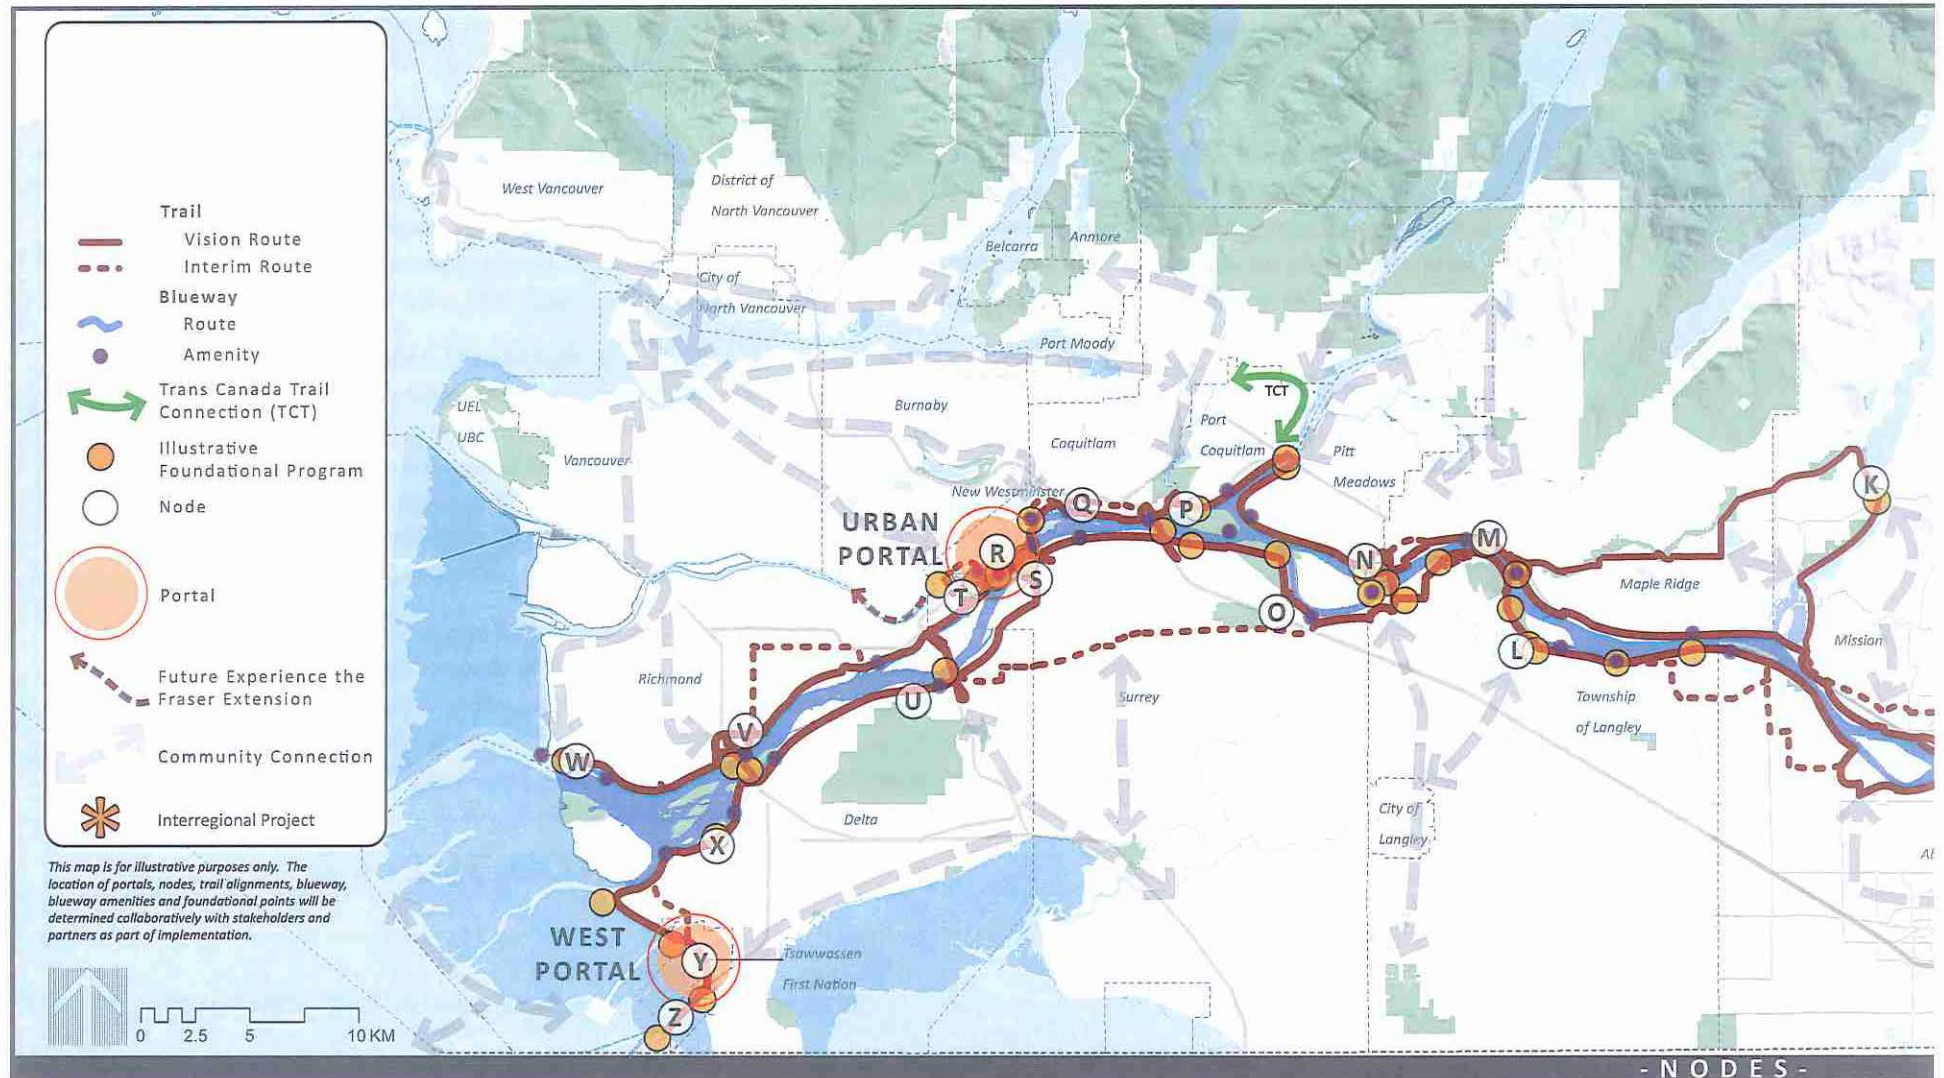 Trail
Vision Route
Interim Route
Blueway
Route
Amenity
Trans Canada Trail
Connection (TCT)
Illustrative
Foundational Program
Node
Portal
Future Experience the
Fraser Extension
Community Connection
Interregional Project
This map is for illustrative purposes only. The
location of portals, nodes, trail alignments, blueway,
blueway amenities and foundational points will be
determined collaboratively with stakeholders and
partners as part of implementation.
0 2.5 5 10 KM
West Vancouver
District of
North Vancouver
City of
North Vancouver
Belcarra
Anmore
Port Moody
UEL
UBC
Vancouver
Burnaby
Coquitlam
Port
Coquitlam
TCT
Pitt
Meadows
New Westminster
URBAN
PORTAL
R
S
T
Q
P
N
M
O
L
K
Maple Ridge
Mission
Richmond
Surrey
Township
of Langley
City of
Langley
U
V
W
X
Delta
WEST
PORTAL
Y
Z
Tsawwassen
First Nation
Ab
- N O D E S -